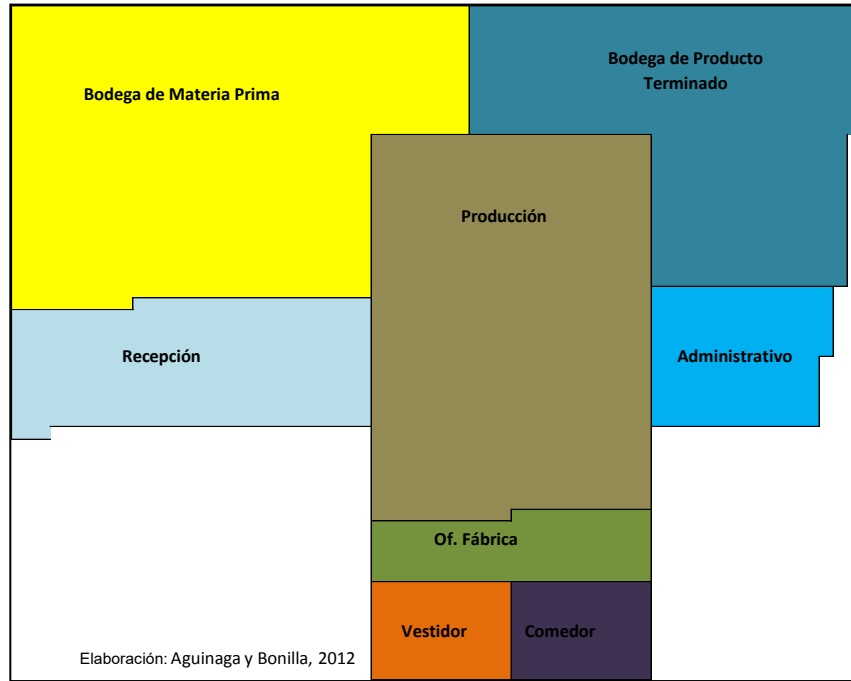 Bodega de Materia Prima
Bodega de Producto
Terminado
Producción
Recepción
Administrativo
Of. Fábrica
Vestidor
Comedor
Elaboración: Aguinaga y Bonilla, 2012